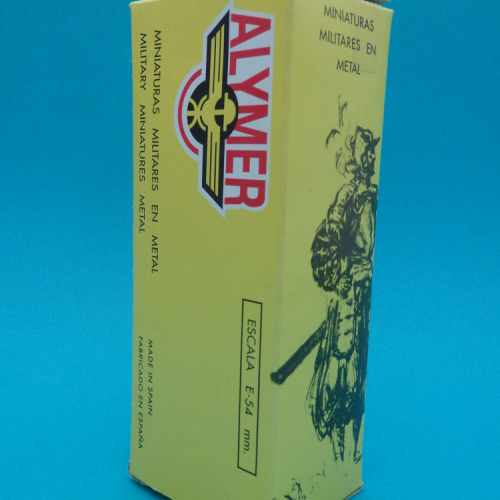 ALYMER
MINIATURAS MILITARES EN METAL
MILITARY MINIATURES METAL
ESCALA E-54 mm.
MADE IN SPAIN
FABRICADO EN ESPAÑA
MINIATURAS
MILITARES EN
METAL